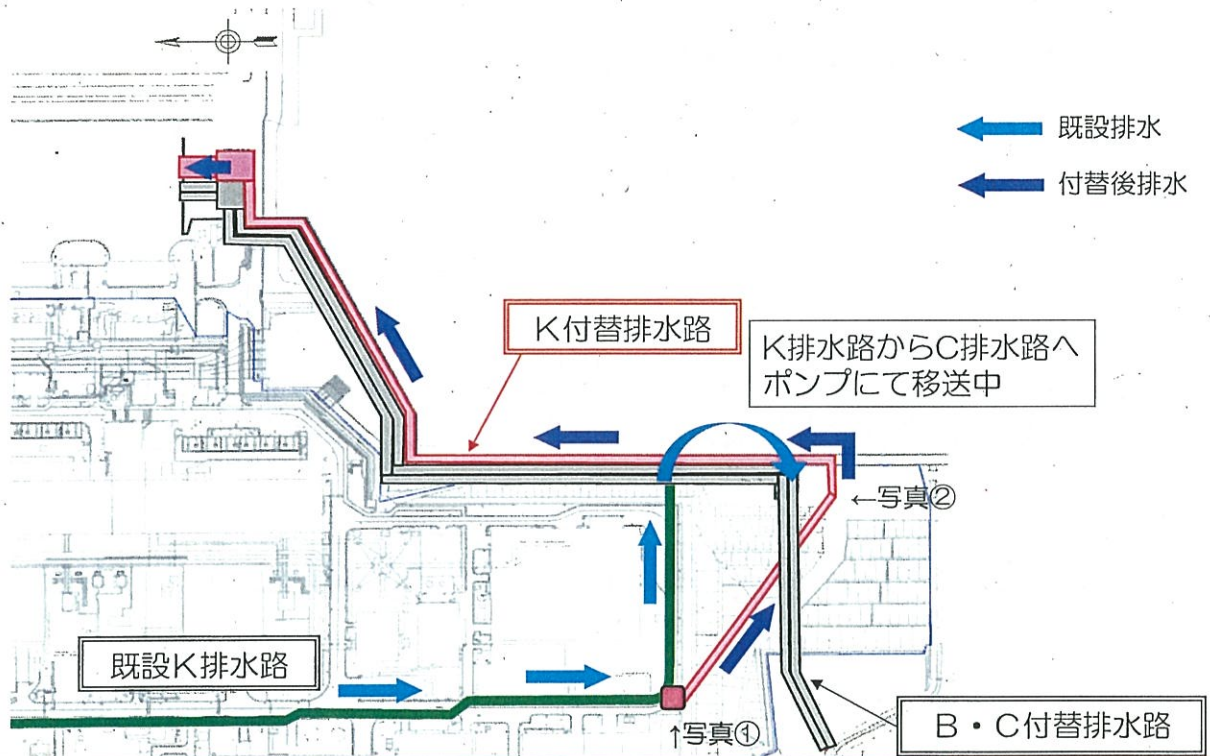 既設排水
付替後排水
K付替排水路
K排水路からC排水路へ
ポンプにて移送中
←写真②
既設K排水路
↑写真①
B・C付替排水路